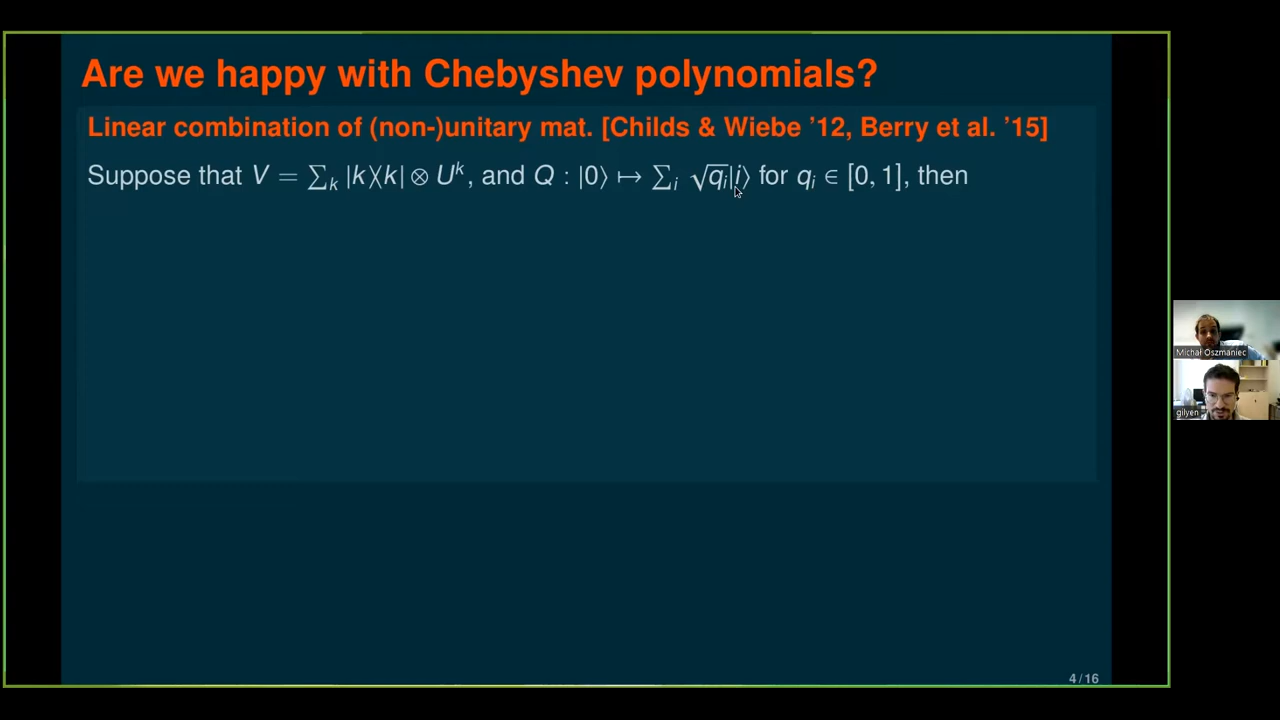 Are we happy with Chebyshev polynomials?
Linear combination of (non-)unitary mat. [Childs & Wiebe '12, Berry et al. '15]
Suppose that V = ∑ₖ |k⟩⟨k| ⊗ Uᵏ, and Q : |0⟩ ↦ ∑ᵢ √qᵢ|i⟩ for qᵢ ∈ [0, 1], then
Michał Oszmaniec
gilyen
4 / 16